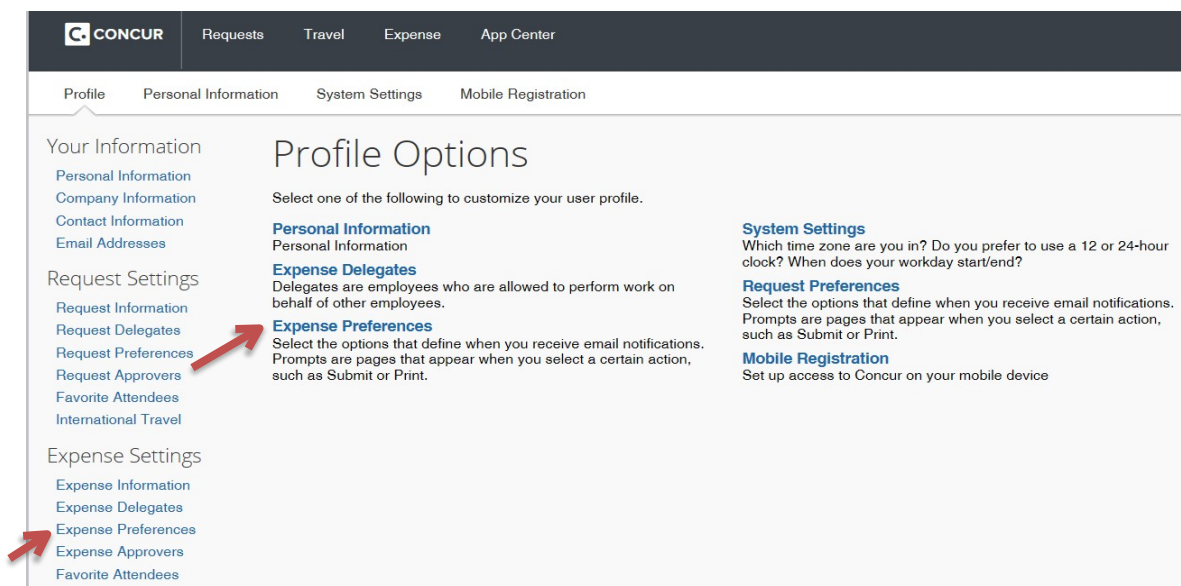 C. CONCUR Requests Travel Expense App Center
Profile Personal Information System Settings Mobile Registration
Your Information
Personal Information
Company Information
Contact Information
Email Addresses
Request Settings
Request Information
Request Delegates
Request Preferences
Request Approvers
Favorite Attendees
International Travel
Expense Settings
Expense Information
Expense Delegates
Expense Preferences
Expense Approvers
Favorite Attendees
Profile Options
Select one of the following to customize your user profile.
Personal Information
Personal Information
Expense Delegates
Delegates are employees who are allowed to perform work on
behalf of other employees.
Expense Preferences
Select the options that define when you receive email notifications.
Prompts are pages that appear when you select a certain action,
such as Submit or Print.
System Settings
Which time zone are you in? Do you prefer to use a 12 or 24-hour
clock? When does your workday start/end?
Request Preferences
Select the options that define when you receive email notifications.
Prompts are pages that appear when you select a certain action,
such as Submit or Print.
Mobile Registration
Set up access to Concur on your mobile device